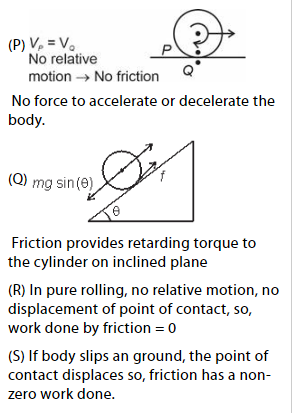 (P) Vₚ = V_Q
No relative
motion → No friction
P
Q
No force to accelerate or decelerate the
body.
(Q) mg sin(θ)
f
θ
Friction provides retarding torque to
the cylinder on inclined plane
(R) In pure rolling, no relative motion, no
displacement of point of contact, so,
work done by friction = 0
(S) If body slips an ground, the point of
contact displaces so, friction has a non-
zero work done.